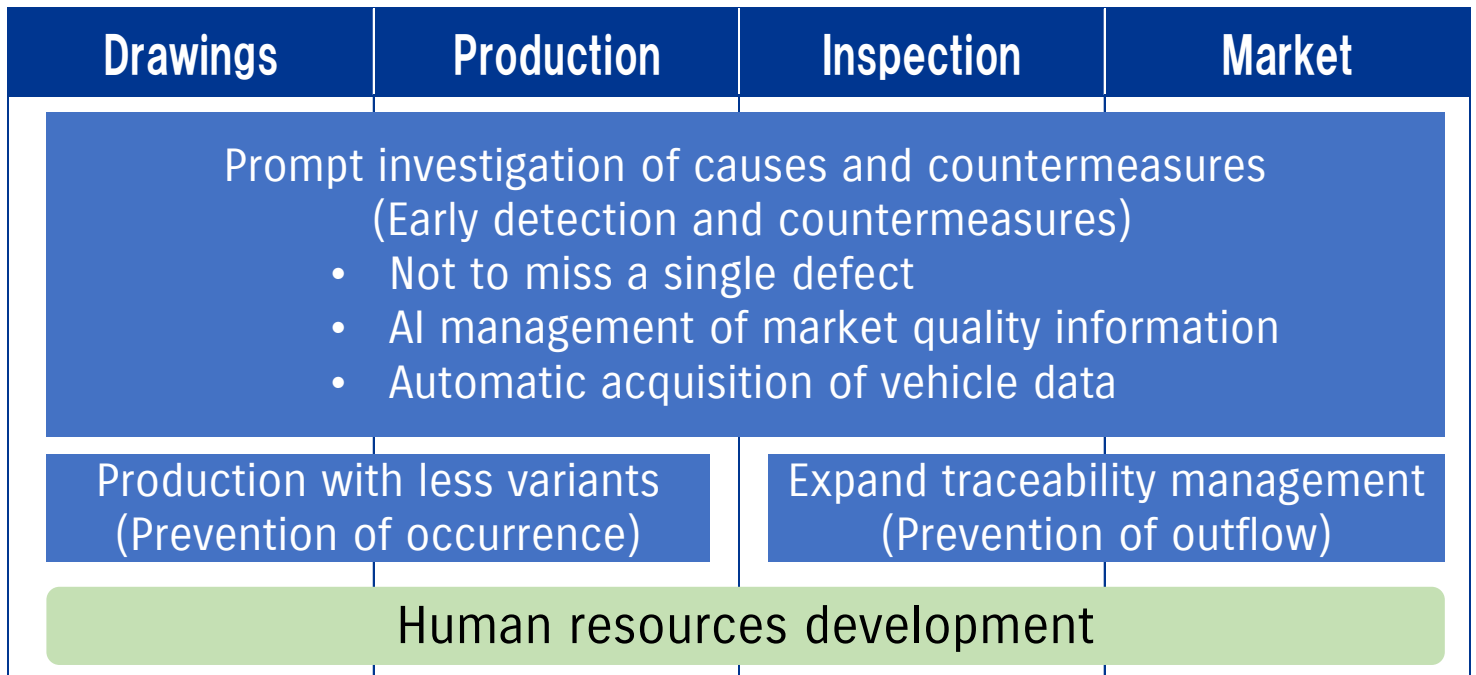 Drawings Production Inspection Market
Prompt investigation of causes and countermeasures
(Early detection and countermeasures)
• Not to miss a single defect
• AI management of market quality information
• Automatic acquisition of vehicle data
Production with less variants
(Prevention of occurrence)
Expand traceability management
(Prevention of outflow)
Human resources development